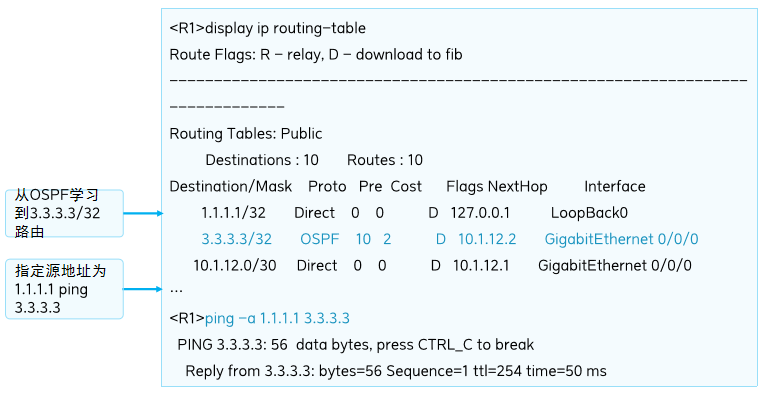 <R1>display ip routing-table
Route Flags: R - relay, D - download to fib
------------------------------------------------------------------
-------------
Routing Tables: Public
Destinations : 10 Routes : 10
Destination/Mask Proto Pre Cost Flags NextHop Interface
1.1.1.1/32 Direct 0 0 D 127.0.0.1 LoopBack0
3.3.3.3/32 OSPF 10 2 D 10.1.12.2 GigabitEthernet 0/0/0
10.1.12.0/30 Direct 0 0 D 10.1.12.1 GigabitEthernet 0/0/0
...
<R1>ping -a 1.1.1.1 3.3.3.3
PING 3.3.3.3: 56 data bytes, press CTRL_C to break
Reply from 3.3.3.3: bytes=56 Sequence=1 ttl=254 time=50 ms
从OSPF学习
到3.3.3.3/32
路由
指定源地址为
1.1.1.1 ping
3.3.3.3